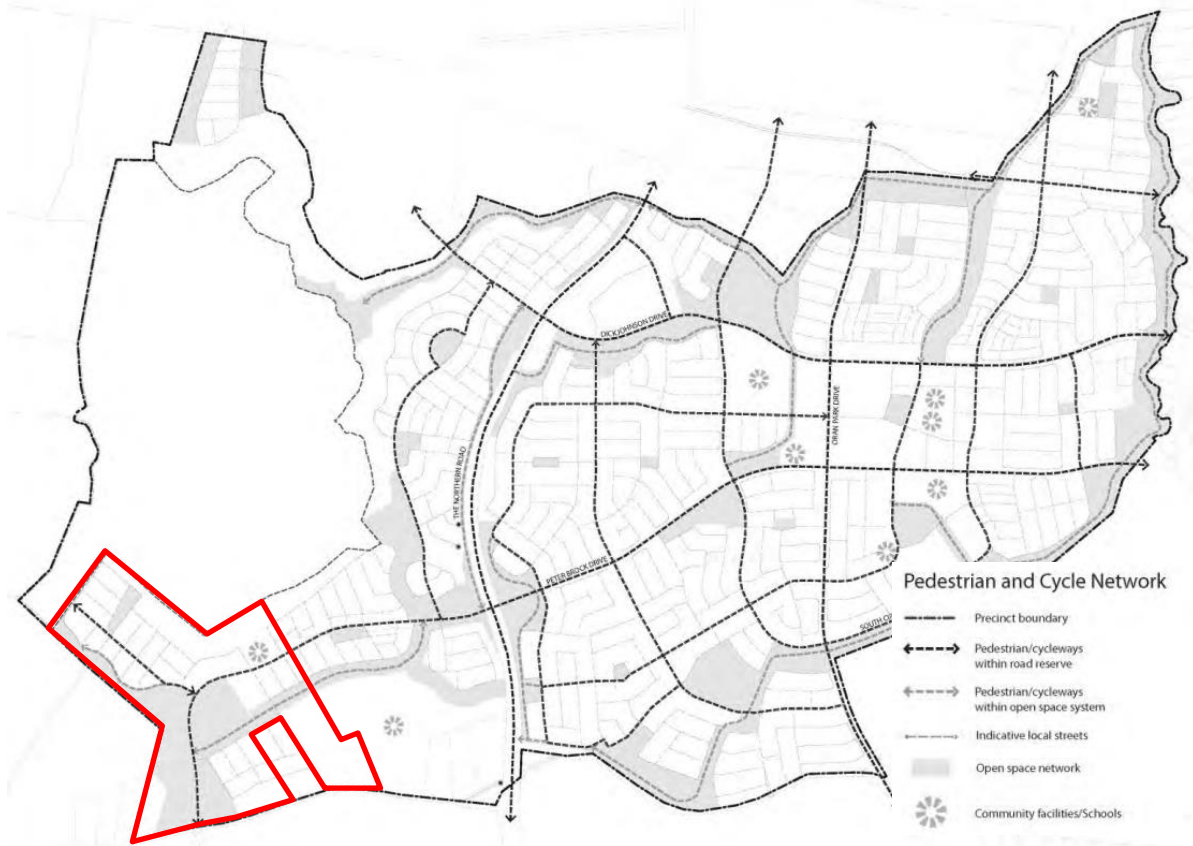 DICK JOHNSON DRIVE
THE NORTHERN ROAD
ORAN PARK DRIVE
PETER BROCK DRIVE
SOUTH
Pedestrian and Cycle Network
Precinct boundary
Pedestrian/cycleways
within road reserve
Pedestrian/cycleways
within open space system
Indicative local streets
Open space network
Community facilities/Schools